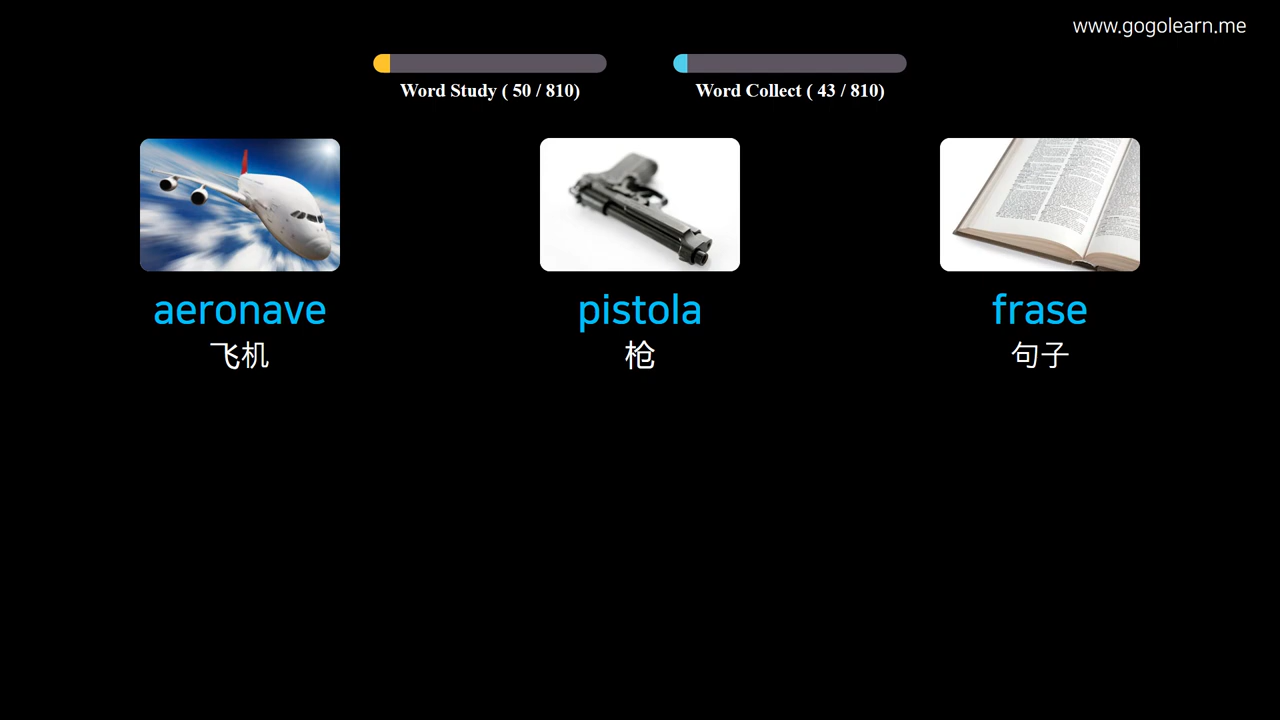 www.gogolearn.me
Word Study ( 50 / 810)
Word Collect ( 43 / 810)
aeronave
飞机
pistola
枪
frase
句子